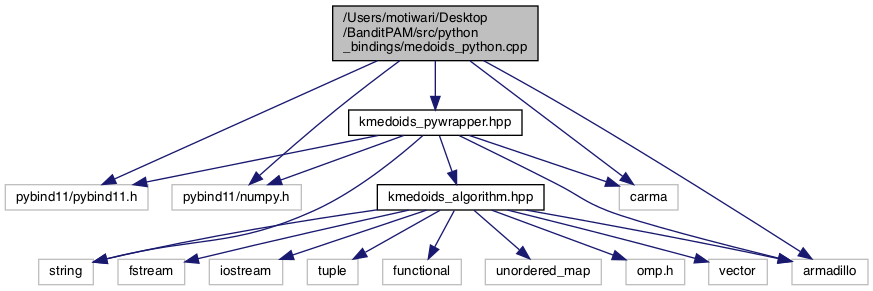 /Users/motiwari/Desktop
/BanditPAM/src/python
_bindings/medoids_python.cpp
kmedoids_pywrapper.hpp
pybind11/pybind11.h
pybind11/numpy.h
kmedoids_algorithm.hpp
carma
string
fstream
iostream
tuple
functional
unordered_map
omp.h
vector
armadillo